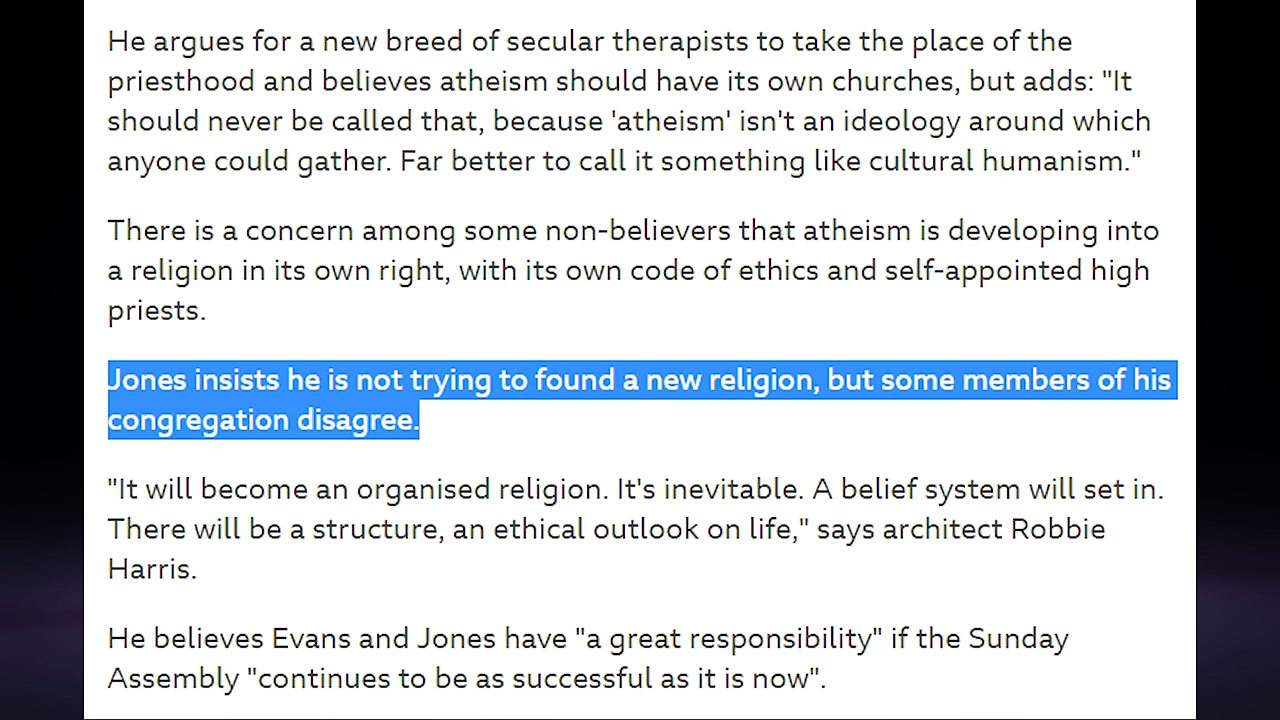 He argues for a new breed of secular therapists to take the place of the
priesthood and believes atheism should have its own churches, but adds: "It
should never be called that, because 'atheism' isn't an ideology around which
anyone could gather. Far better to call it something like cultural humanism."
There is a concern among some non-believers that atheism is developing into
a religion in its own right, with its own code of ethics and self-appointed high
priests.
Jones insists he is not trying to found a new religion, but some members of his
congregation disagree.
"It will become an organised religion. It's inevitable. A belief system will set in.
There will be a structure, an ethical outlook on life," says architect Robbie
Harris.
He believes Evans and Jones have "a great responsibility" if the Sunday
Assembly "continues to be as successful as it is now".